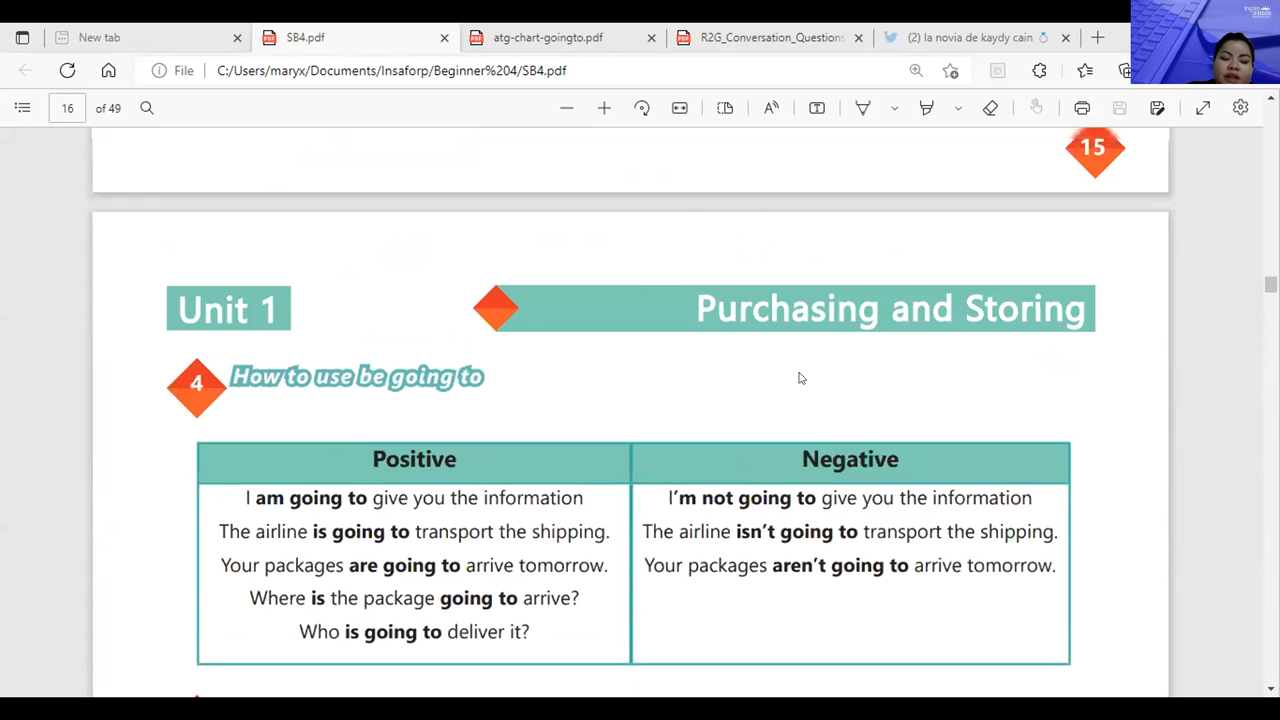 New tab
SB4.pdf
atg-chart-goingto.pdf
R2G_Conversation_Questions
(2) la novia de kaydy cain
File
C:/Users/maryx/Documents/Insaforp/Beginner%204/SB4.pdf
16 of 49
15
Unit 1
Purchasing and Storing
4 How to use be going to
Positive
Negative
I am going to give you the information
I'm not going to give you the information
The airline is going to transport the shipping.
The airline isn't going to transport the shipping.
Your packages are going to arrive tomorrow.
Your packages aren't going to arrive tomorrow.
Where is the package going to arrive?
Who is going to deliver it?